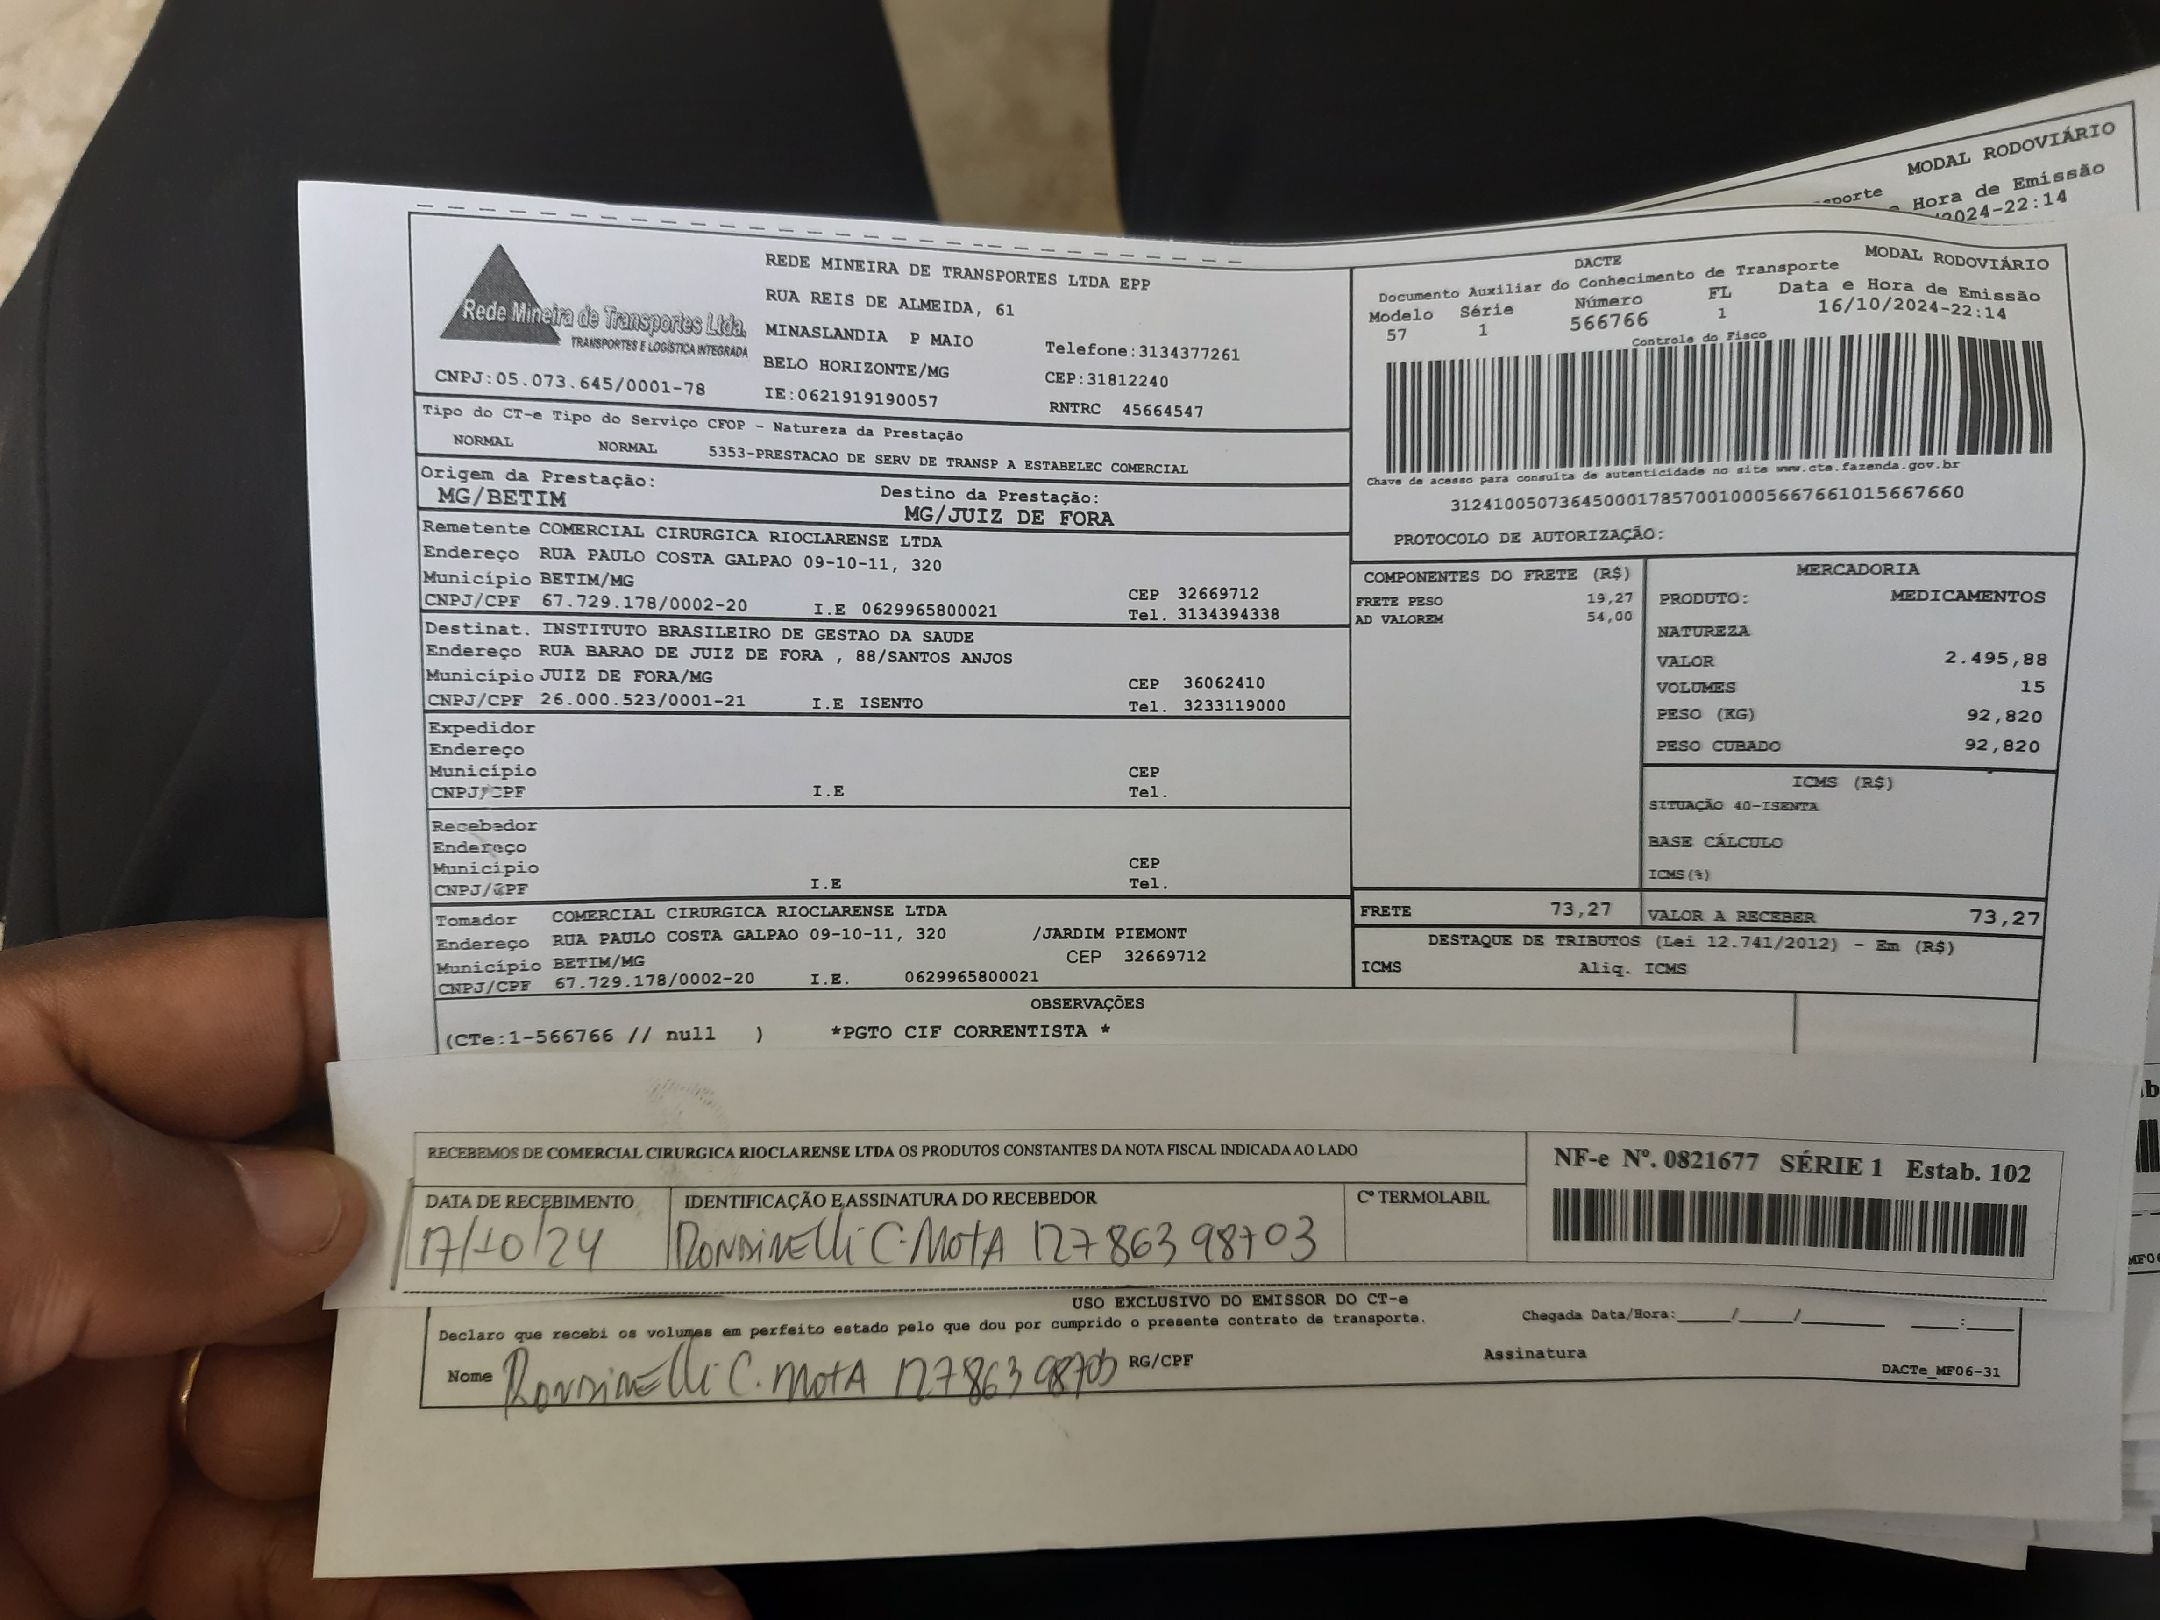 MODAL RODOVIÁRIO
Hora de Emissão
2024-22:14
Rede Mineira de Transportes Ltda.
TRANSPORTES E LOGÍSTICA INTEGRADA
CNPJ:05.073.645/0001-78
REDE MINEIRA DE TRANSPORTES LTDA EPP
RUA REIS DE ALMEIDA, 61
MINASLANDIA P MAIO
Telefone:3134377261
BELO HORIZONTE/MG
CEP:31812240
IE:0621919190057
RNTRC 45664547
DACTE
MODAL RODOVIÁRIO
Documento Auxiliar do Conhecimento de Transporte
Modelo Série Número FL Data e Hora de Emissão
57 1 566766 1 16/10/2024-22:14
Controle do Fisco
Chave de acesso para consulta de autenticidade no site www.cte.fazenda.gov.br
31241005073645000178570010005667661015667660
PROTOCOLO DE AUTORIZAÇÃO:
Tipo do CT-e Tipo do Serviço CFOP - Natureza da Prestação
NORMAL NORMAL 5353-PRESTACAO DE SERV DE TRANSP A ESTABELEC COMERCIAL
Origem da Prestação: Destino da Prestação:
MG/BETIM MG/JUIZ DE FORA
Remetente COMERCIAL CIRURGICA RIOCLARENSE LTDA
Endereço RUA PAULO COSTA GALPAO 09-10-11, 320
Município BETIM/MG CEP 32669712
CNPJ/CPF 67.729.178/0002-20 I.E 0629965800021 Tel. 3134394338
Destinat. INSTITUTO BRASILEIRO DE GESTAO DA SAUDE
Endereço RUA BARAO DE JUIZ DE FORA , 88/SANTOS ANJOS
Município JUIZ DE FORA/MG CEP 36062410
CNPJ/CPF 26.000.523/0001-21 I.E ISENTO Tel. 3233119000
Expedidor
Endereço
Município CEP
CNPJ/CPF I.E Tel.
Recebedor
Endereço
Município CEP
CNPJ/CPF I.E Tel.
Tomador COMERCIAL CIRURGICA RIOCLARENSE LTDA
Endereço RUA PAULO COSTA GALPAO 09-10-11, 320 /JARDIM PIEMONT
Município BETIM/MG CEP 32669712
CNPJ/CPF 67.729.178/0002-20 I.E. 0629965800021
COMPONENTES DO FRETE (R$)
FRETE PESO 19,27
AD VALOREM 54,00
MERCADORIA
PRODUTO: MEDICAMENTOS
NATUREZA
VALOR 2.495,88
VOLUMES 15
PESO (KG) 92,820
PESO CUBADO 92,820
ICMS (R$)
SITUAÇÃO 40-ISENTA
BASE CÁLCULO
ICMS(%)
FRETE 73,27 VALOR A RECEBER 73,27
DESTAQUE DE TRIBUTOS (Lei 12.741/2012) - Em (R$)
ICMS Aliq. ICMS
OBSERVAÇÕES
(CTe:1-566766 // null ) *PGTO CIF CORRENTISTA *
RECEBEMOS DE COMERCIAL CIRURGICA RIOCLARENSE LTDA OS PRODUTOS CONSTANTES DA NOTA FISCAL INDICADA AO LADO
NF-e Nº. 0821677 SÉRIE 1 Estab. 102
DATA DE RECEBIMENTO IDENTIFICAÇÃO E ASSINATURA DO RECEBEDOR Cº TERMOLABIL
17/10/24 RONDINELLI C. MOTA 12786398703
USO EXCLUSIVO DO EMISSOR DO CT-e
Declaro que recebi os volumes em perfeito estado pelo que dou por cumprido o presente contrato de transporte.
Chegada Data/Hora:____/____/______ ___:___
Nome RONDINELLI C. MOTA 12786398703 RG/CPF Assinatura
DACTe_MF06-31